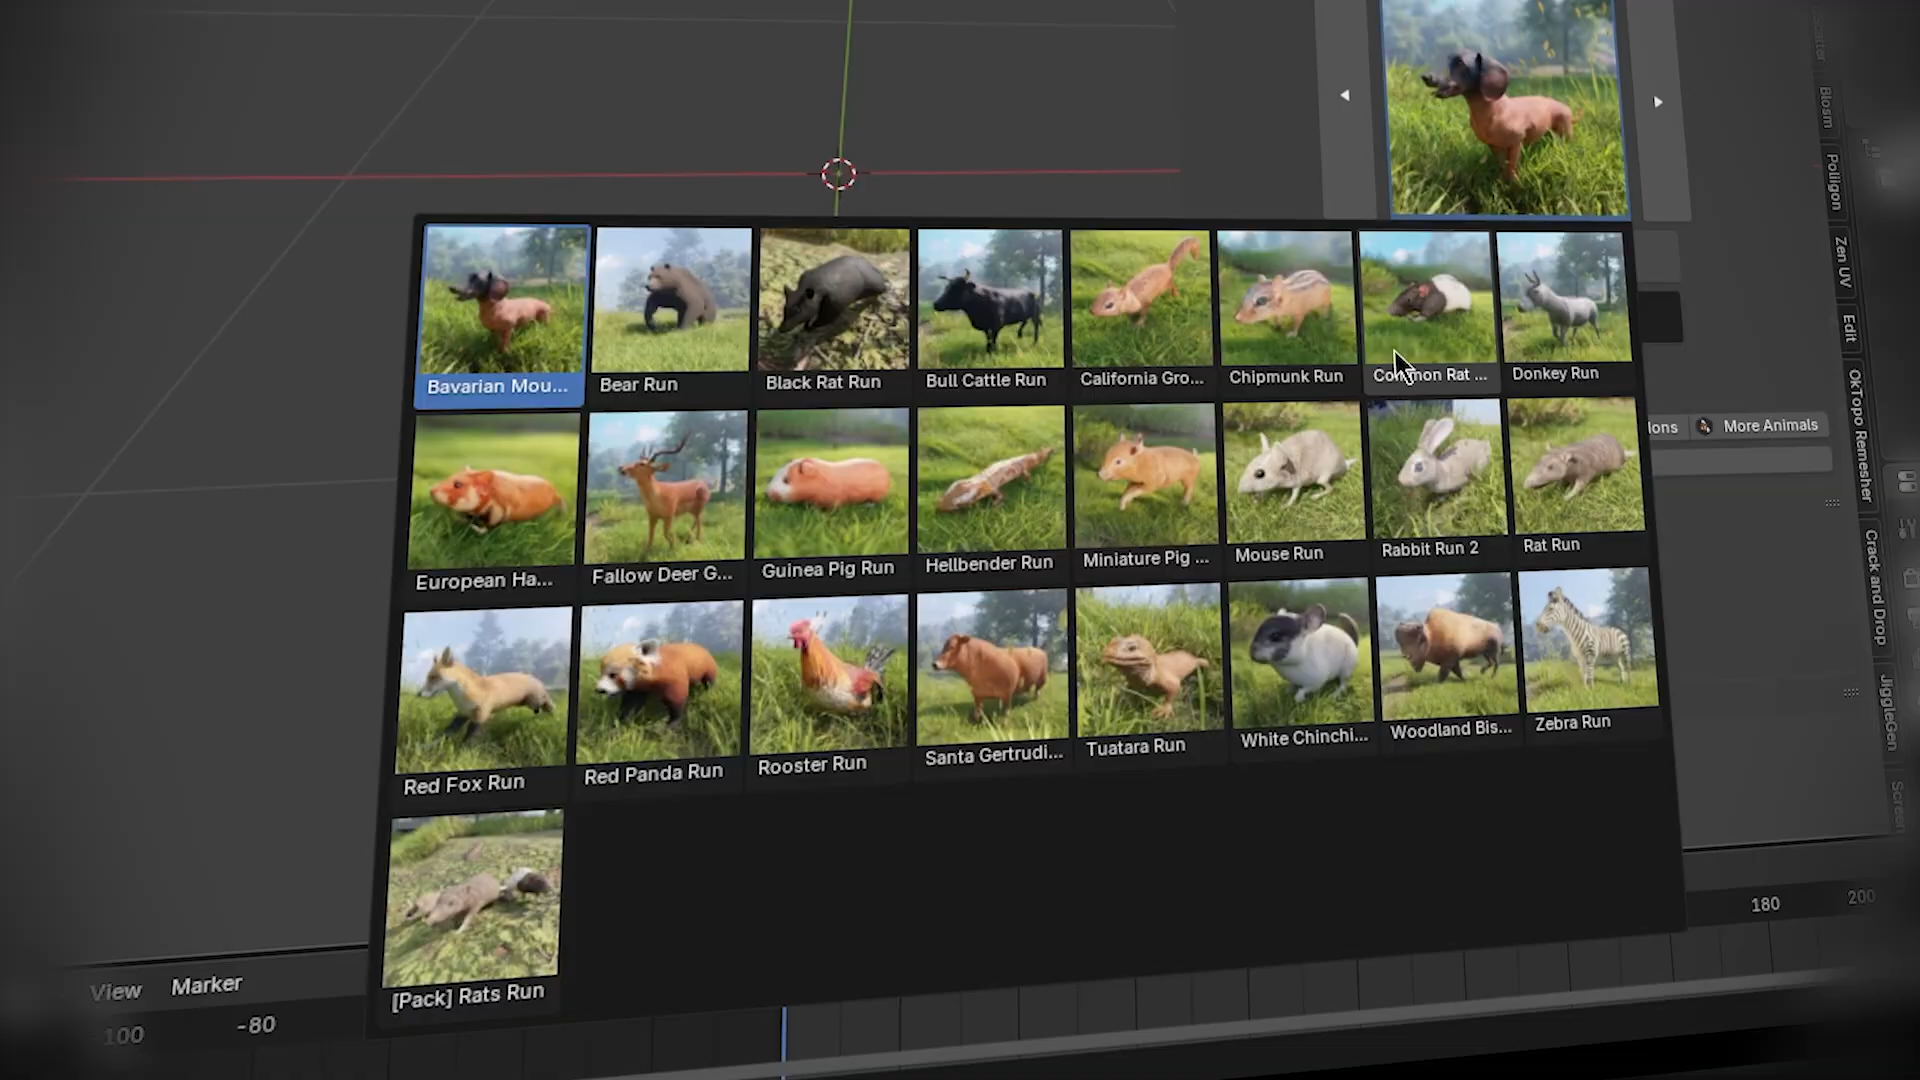 Bavarian Mou...
Bear Run
Black Rat Run
Bull Cattle Run
California Gro...
Chipmunk Run
Common Rat ...
Donkey Run
European Ha...
Fallow Deer G...
Guinea Pig Run
Hellbender Run
Miniature Pig ...
Mouse Run
Rabbit Run 2
Rat Run
Red Fox Run
Red Panda Run
Rooster Run
Santa Gertrudi...
Tuatara Run
White Chinchi...
Woodland Bis...
Zebra Run
[Pack] Rats Run
More Animals
Blosm
Poliigon
Zen UV
Edit
OkTopo Remesher
Crack and Drop
JiggleGen
Screen
View
Marker
100
-80
180
200